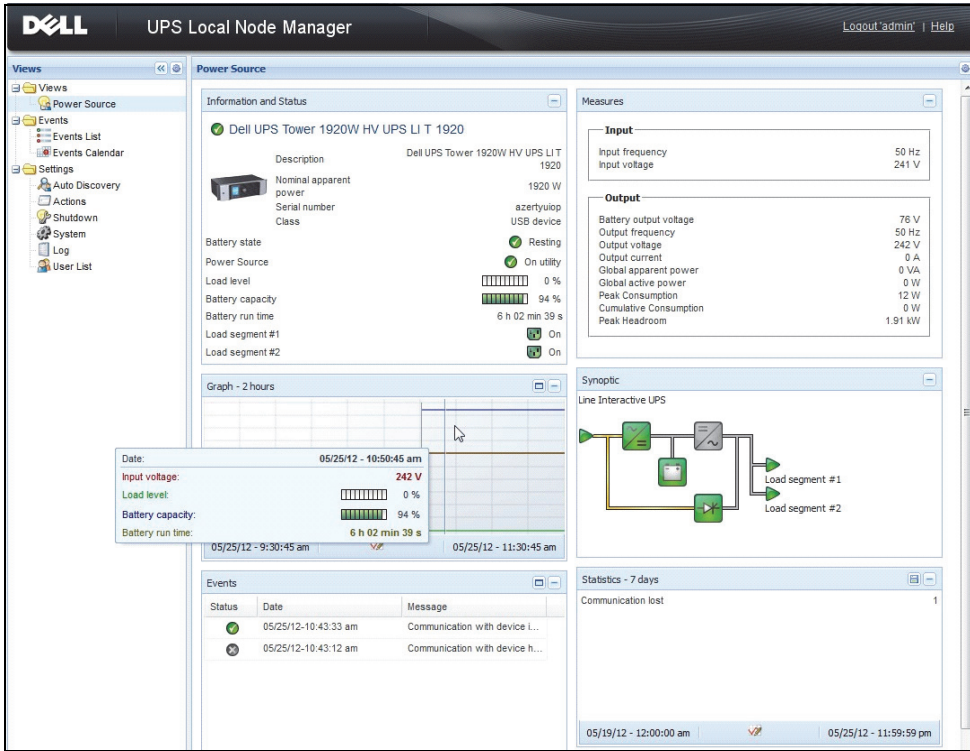 DELL
UPS Local Node Manager
Logout 'admin' | Help
Views
Views
Power Source
Events
Events List
Events Calendar
Settings
Auto Discovery
Actions
Shutdown
System
Log
User List
Power Source
Information and Status
Dell UPS Tower 1920W HV UPS LI T 1920
Description Dell UPS Tower 1920W HV UPS LI T
1920
Nominal apparent
power 1920 W
Serial number azertyuiop
Class USB device
Battery state Resting
Power Source On utility
Load level 0 %
Battery capacity 94 %
Battery run time 6 h 02 min 39 s
Load segment #1 On
Load segment #2 On
Measures
Input
Input frequency 50 Hz
Input voltage 241 V
Output
Battery output voltage 76 V
Output frequency 50 Hz
Output voltage 242 V
Output current 0 A
Global apparent power 0 VA
Global active power 0 W
Peak Consumption 12 W
Cumulative Consumption 0 W
Peak Headroom 1.91 kW
Graph - 2 hours
Date: 05/25/12 - 10:50:45 am
Input voltage: 242 V
Load level: 0 %
Battery capacity: 94 %
Battery run time: 6 h 02 min 39 s
05/25/12 - 9:30:45 am 05/25/12 - 11:30:45 am
Synoptic
Line Interactive UPS
Load segment #1
Load segment #2
Events
Status Date Message
05/25/12-10:43:33 am Communication with device i...
05/25/12-10:43:12 am Communication with device h...
Statistics - 7 days
Communication lost 1
05/19/12 - 12:00:00 am 05/25/12 - 11:59:59 pm